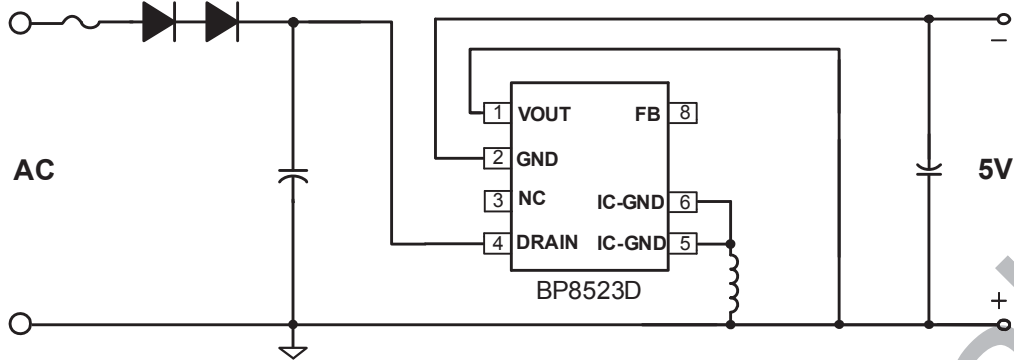 −
1 VOUT FB 8
2 GND
AC 5V
3 NC IC-GND 6
4 DRAIN IC-GND 5
BP8523D
+